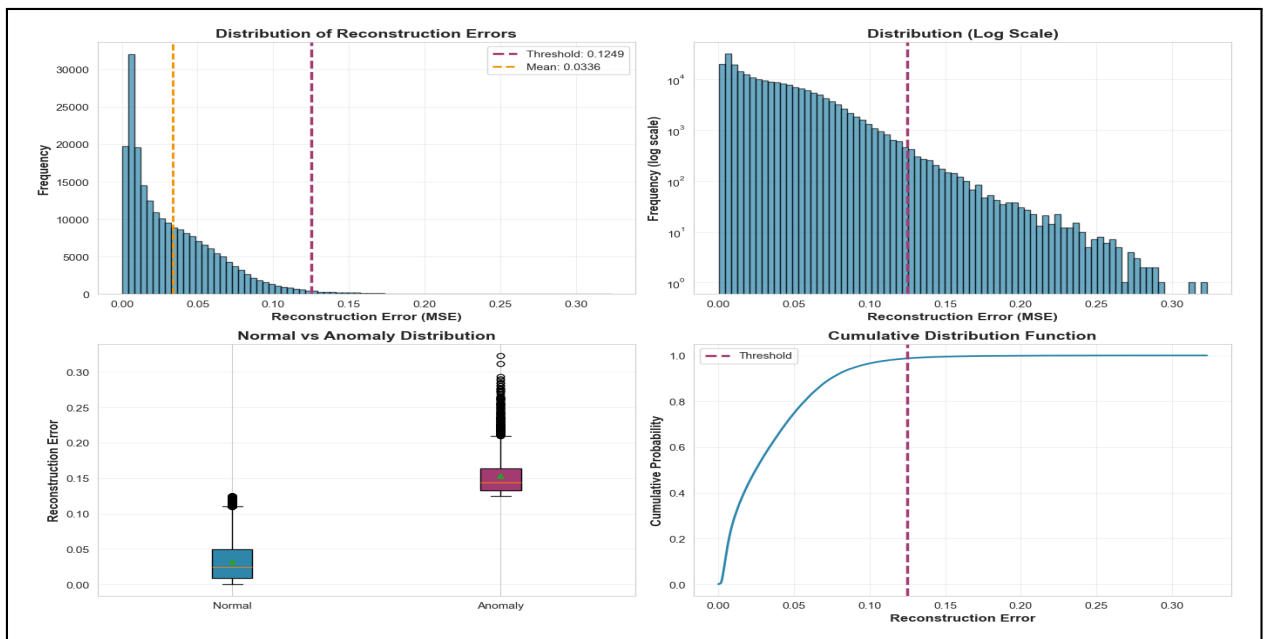 Distribution of Reconstruction Errors
Threshold: 0.1249
Mean: 0.0336
Frequency
30000
25000
20000
15000
10000
5000
0
0.00 0.05 0.10 0.15 0.20 0.25 0.30
Reconstruction Error (MSE)
Distribution (Log Scale)
Frequency (log scale)
10⁴
10³
10²
10¹
10⁰
0.00 0.05 0.10 0.15 0.20 0.25 0.30
Reconstruction Error (MSE)
Normal vs Anomaly Distribution
Reconstruction Error
0.30
0.25
0.20
0.15
0.10
0.05
0.00
Normal Anomaly
Cumulative Distribution Function
Threshold
Cumulative Probability
1.0
0.8
0.6
0.4
0.2
0.0
0.00 0.05 0.10 0.15 0.20 0.25 0.30
Reconstruction Error